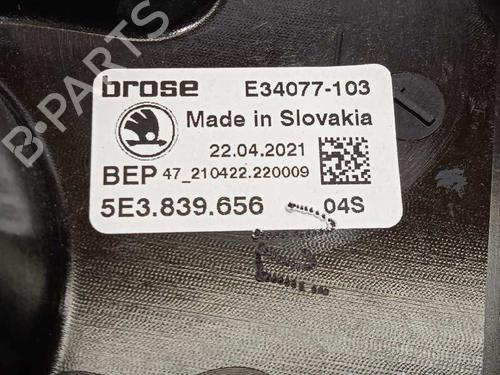 brose E34077-103
Made in Slovakia
22.04.2021
BEP 47_210422.220009
5E3.839.656 04S
B-PARTS